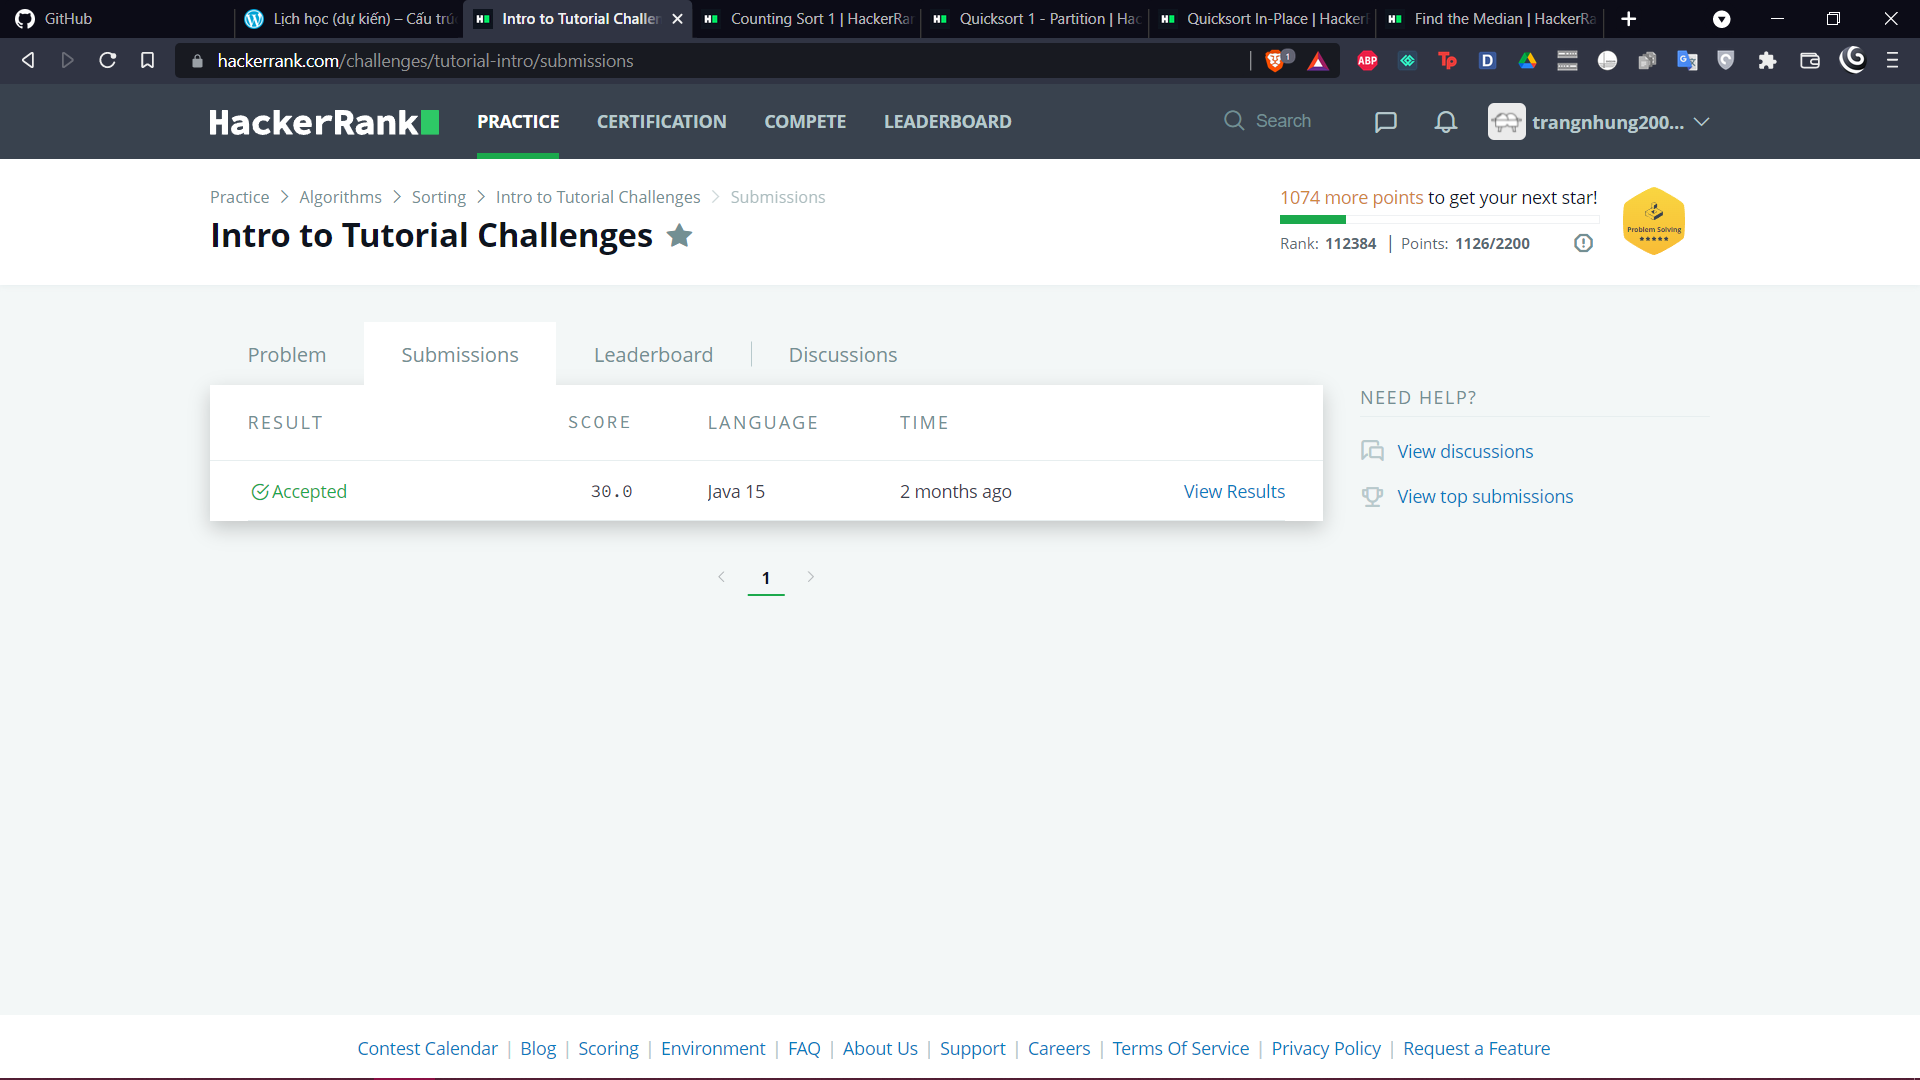 GitHub
Lịch học (dự kiến) – Cấu trú
Intro to Tutorial Challen
Counting Sort 1 | HackerRan
Quicksort 1 - Partition | Hac
Quicksort In-Place | Hacker
Find the Median | HackerRa
hackerrank.com/challenges/tutorial-intro/submissions
1
ABP
Tp
D
HackerRank
PRACTICE
CERTIFICATION
COMPETE
LEADERBOARD
Search
trangnhung200...
Practice > Algorithms > Sorting > Intro to Tutorial Challenges > Submissions
Intro to Tutorial Challenges
1074 more points to get your next star!
Rank: 112384 | Points: 1126/2200
Problem Solving
Problem
Submissions
Leaderboard
Discussions
RESULT SCORE LANGUAGE TIME
Accepted 30.0 Java 15 2 months ago View Results
1
NEED HELP?
View discussions
View top submissions
Contest Calendar | Blog | Scoring | Environment | FAQ | About Us | Support | Careers | Terms Of Service | Privacy Policy | Request a Feature